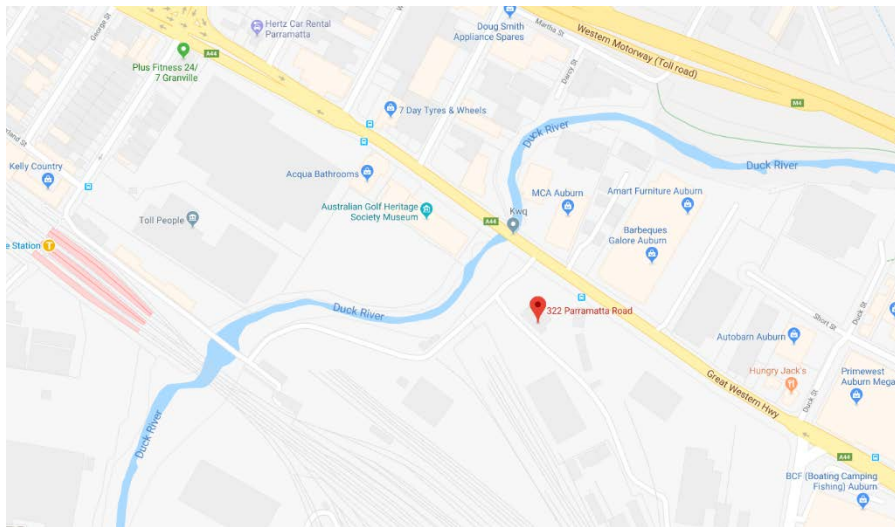 George St
A44
Hertz Car Rental
Parramatta
Doug Smith
Appliance Spares
Martha St
Western Motorway (Toll road)
M4
Darcy St
Plus Fitness 24/
7 Granville
7 Day Tyres & Wheels
Duck River
Duck River
Kelly Country
Acqua Bathrooms
MCA Auburn
Amart Furniture Auburn
Australian Golf Heritage
Society Museum
Toll People
A44
Kwq
Barbeques
Galore Auburn
e Station
Duck River
322 Parramatta Road
Short St
Duck St
Autobarn Auburn
Hungry Jack's
Primewest
Auburn Mega
Great Western Hwy
Duck St
Duck River
A44
BCF (Boating Camping
Fishing) Auburn